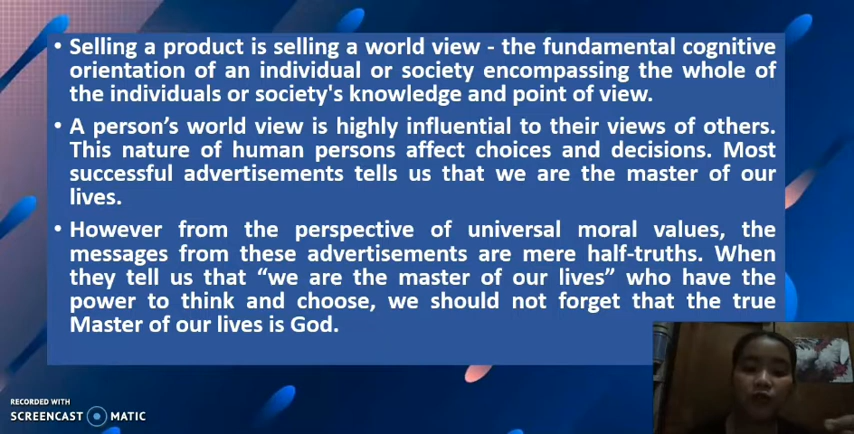 • Selling a product is selling a world view - the fundamental cognitive
orientation of an individual or society encompassing the whole of
the individuals or society's knowledge and point of view.
• A person’s world view is highly influential to their views of others.
This nature of human persons affect choices and decisions. Most
successful advertisements tells us that we are the master of our
lives.
• However from the perspective of universal moral values, the
messages from these advertisements are mere half-truths. When
they tell us that “we are the master of our lives” who have the
power to think and choose, we should not forget that the true
Master of our lives is God.
RECORDED WITH
SCREENCAST MATIC